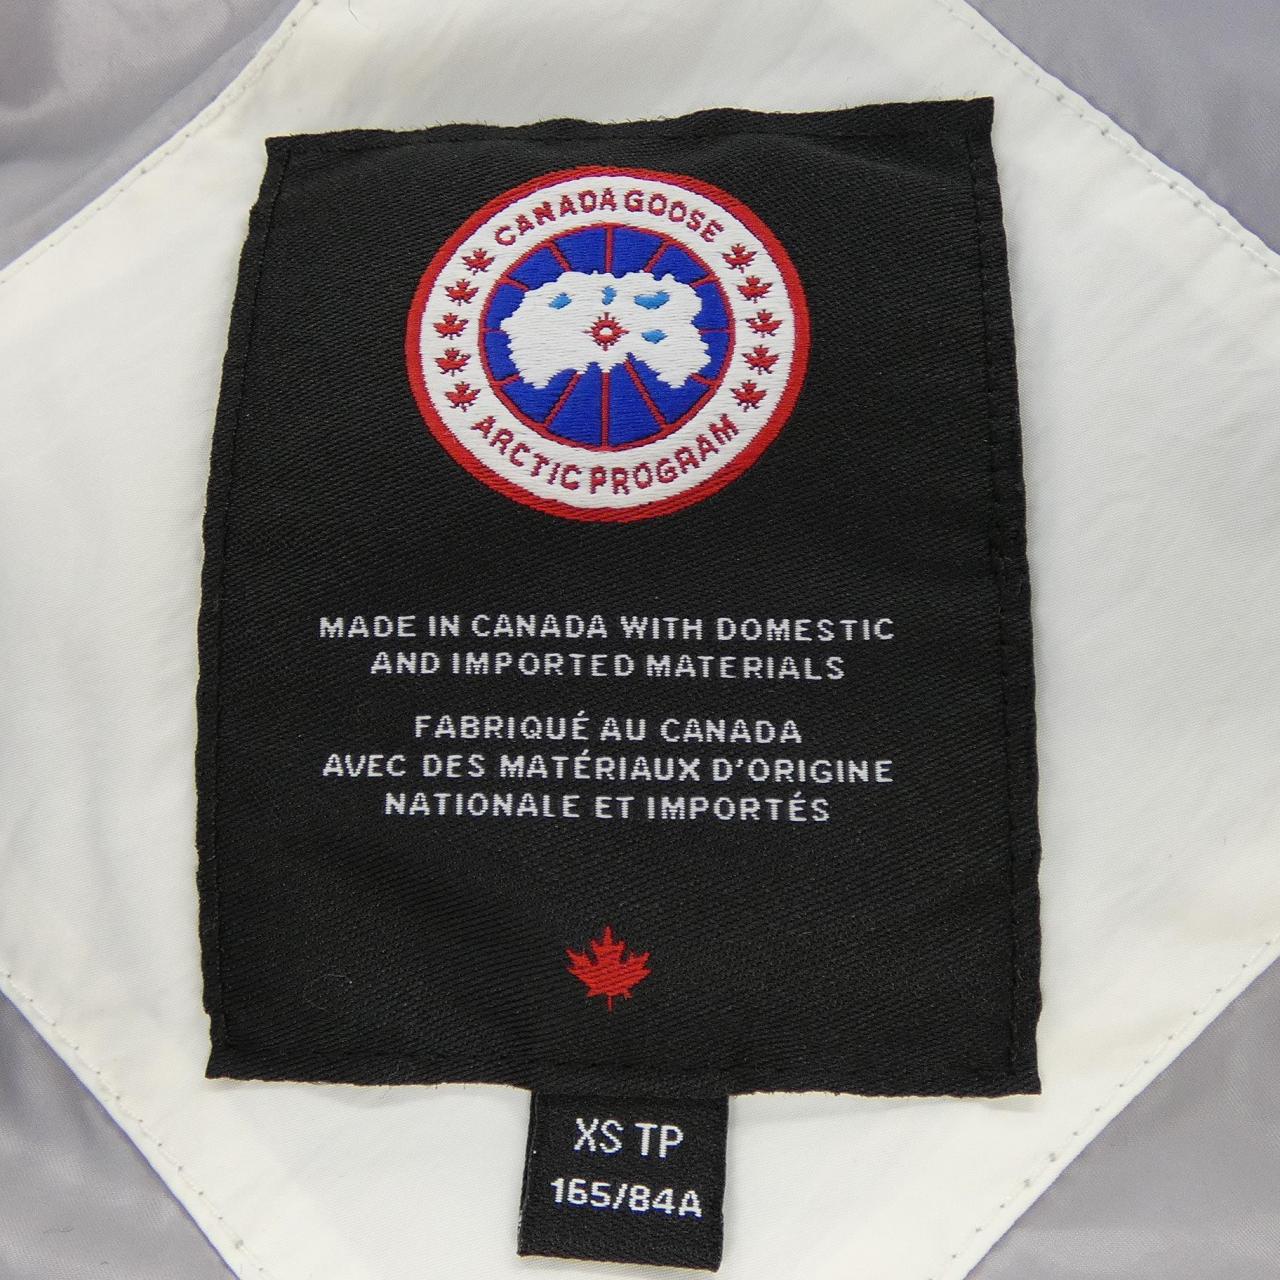 CANADA GOOSE
ARCTIC PROGRAM
MADE IN CANADA WITH DOMESTIC
AND IMPORTED MATERIALS
FABRIQUÉ AU CANADA
AVEC DES MATÉRIAUX D'ORIGINE
NATIONALE ET IMPORTÉS
XS TP
165/84A